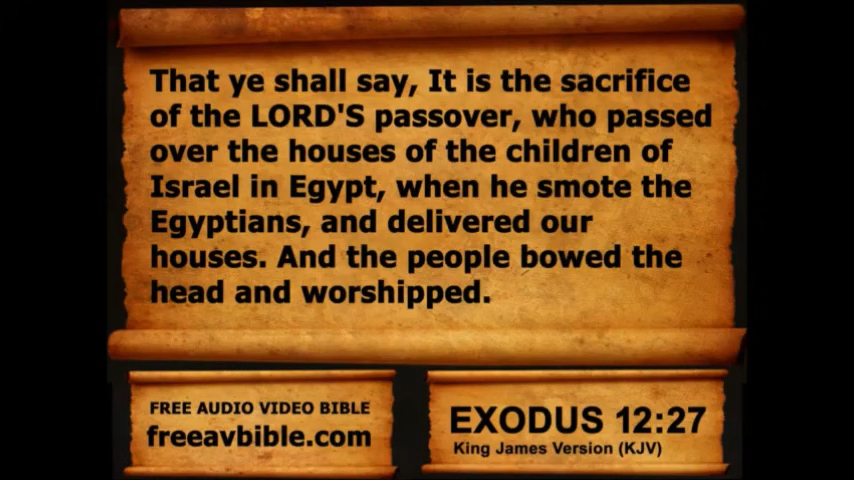 That ye shall say, It is the sacrifice
of the LORD'S passover, who passed
over the houses of the children of
Israel in Egypt, when he smote the
Egyptians, and delivered our
houses. And the people bowed the
head and worshipped.
FREE AUDIO VIDEO BIBLE
freeavbible.com
EXODUS 12:27
King James Version (KJV)